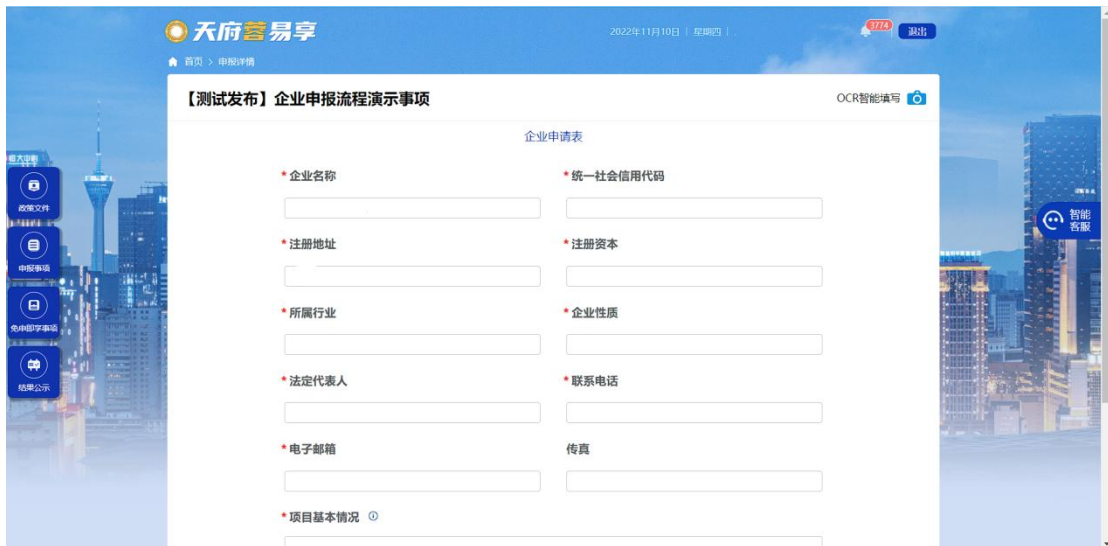 天府蓉易享
2022年11月10日 | 星期四 |
3774
退出
首页 > 申报详情
【测试发布】企业申报流程演示事项
OCR智能填写
企业申请表
* 企业名称
* 统一社会信用代码
* 注册地址
* 注册资本
* 所属行业
* 企业性质
* 法定代表人
* 联系电话
* 电子邮箱
传真
* 项目基本情况
政策文件
申报事项
免申即享事项
结果公示
智能
客服